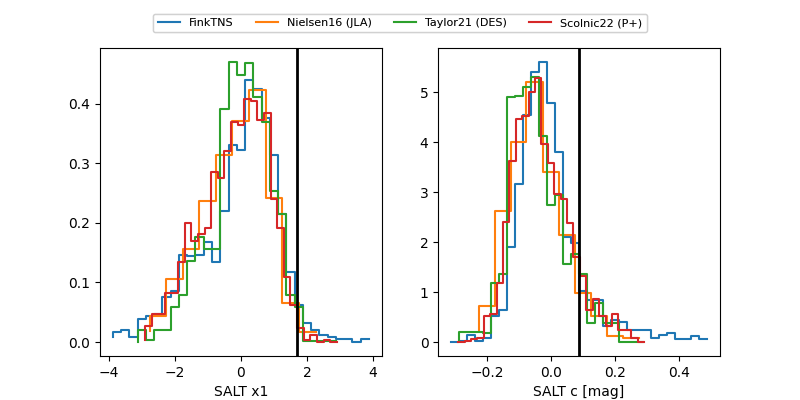 FinkTNS Nielsen16 (JLA) Taylor21 (DES) Scolnic22 (P+)
0.4
0.3
0.2
0.1
0.0
−4 −2 0 2 4
SALT x1
5
4
3
2
1
0
−0.2 0.0 0.2 0.4
SALT c [mag]